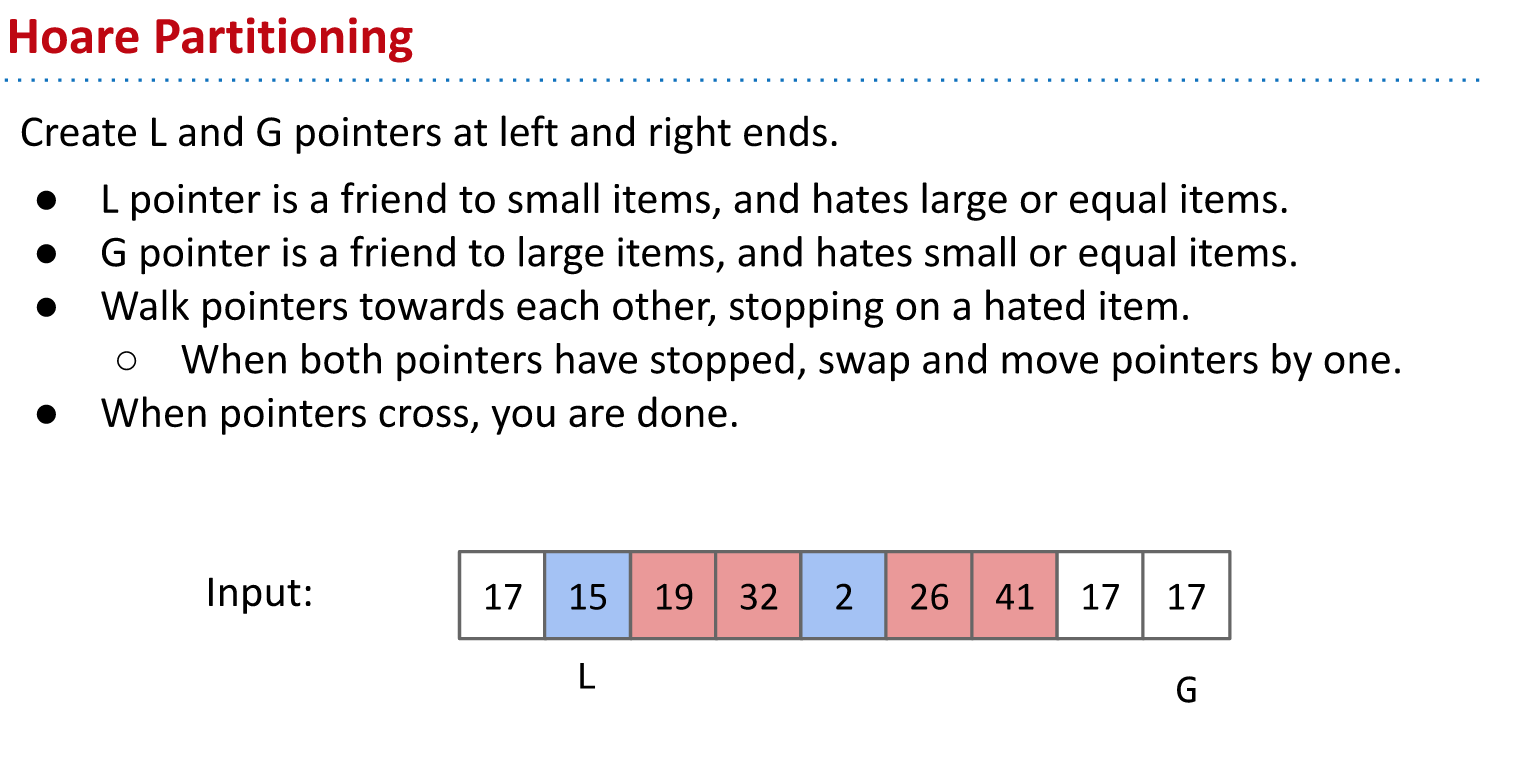 Hoare Partitioning
Create L and G pointers at left and right ends.
● L pointer is a friend to small items, and hates large or equal items.
● G pointer is a friend to large items, and hates small or equal items.
● Walk pointers towards each other, stopping on a hated item.
○ When both pointers have stopped, swap and move pointers by one.
● When pointers cross, you are done.
Input: 17 15 19 32 2 26 41 17 17
L
G